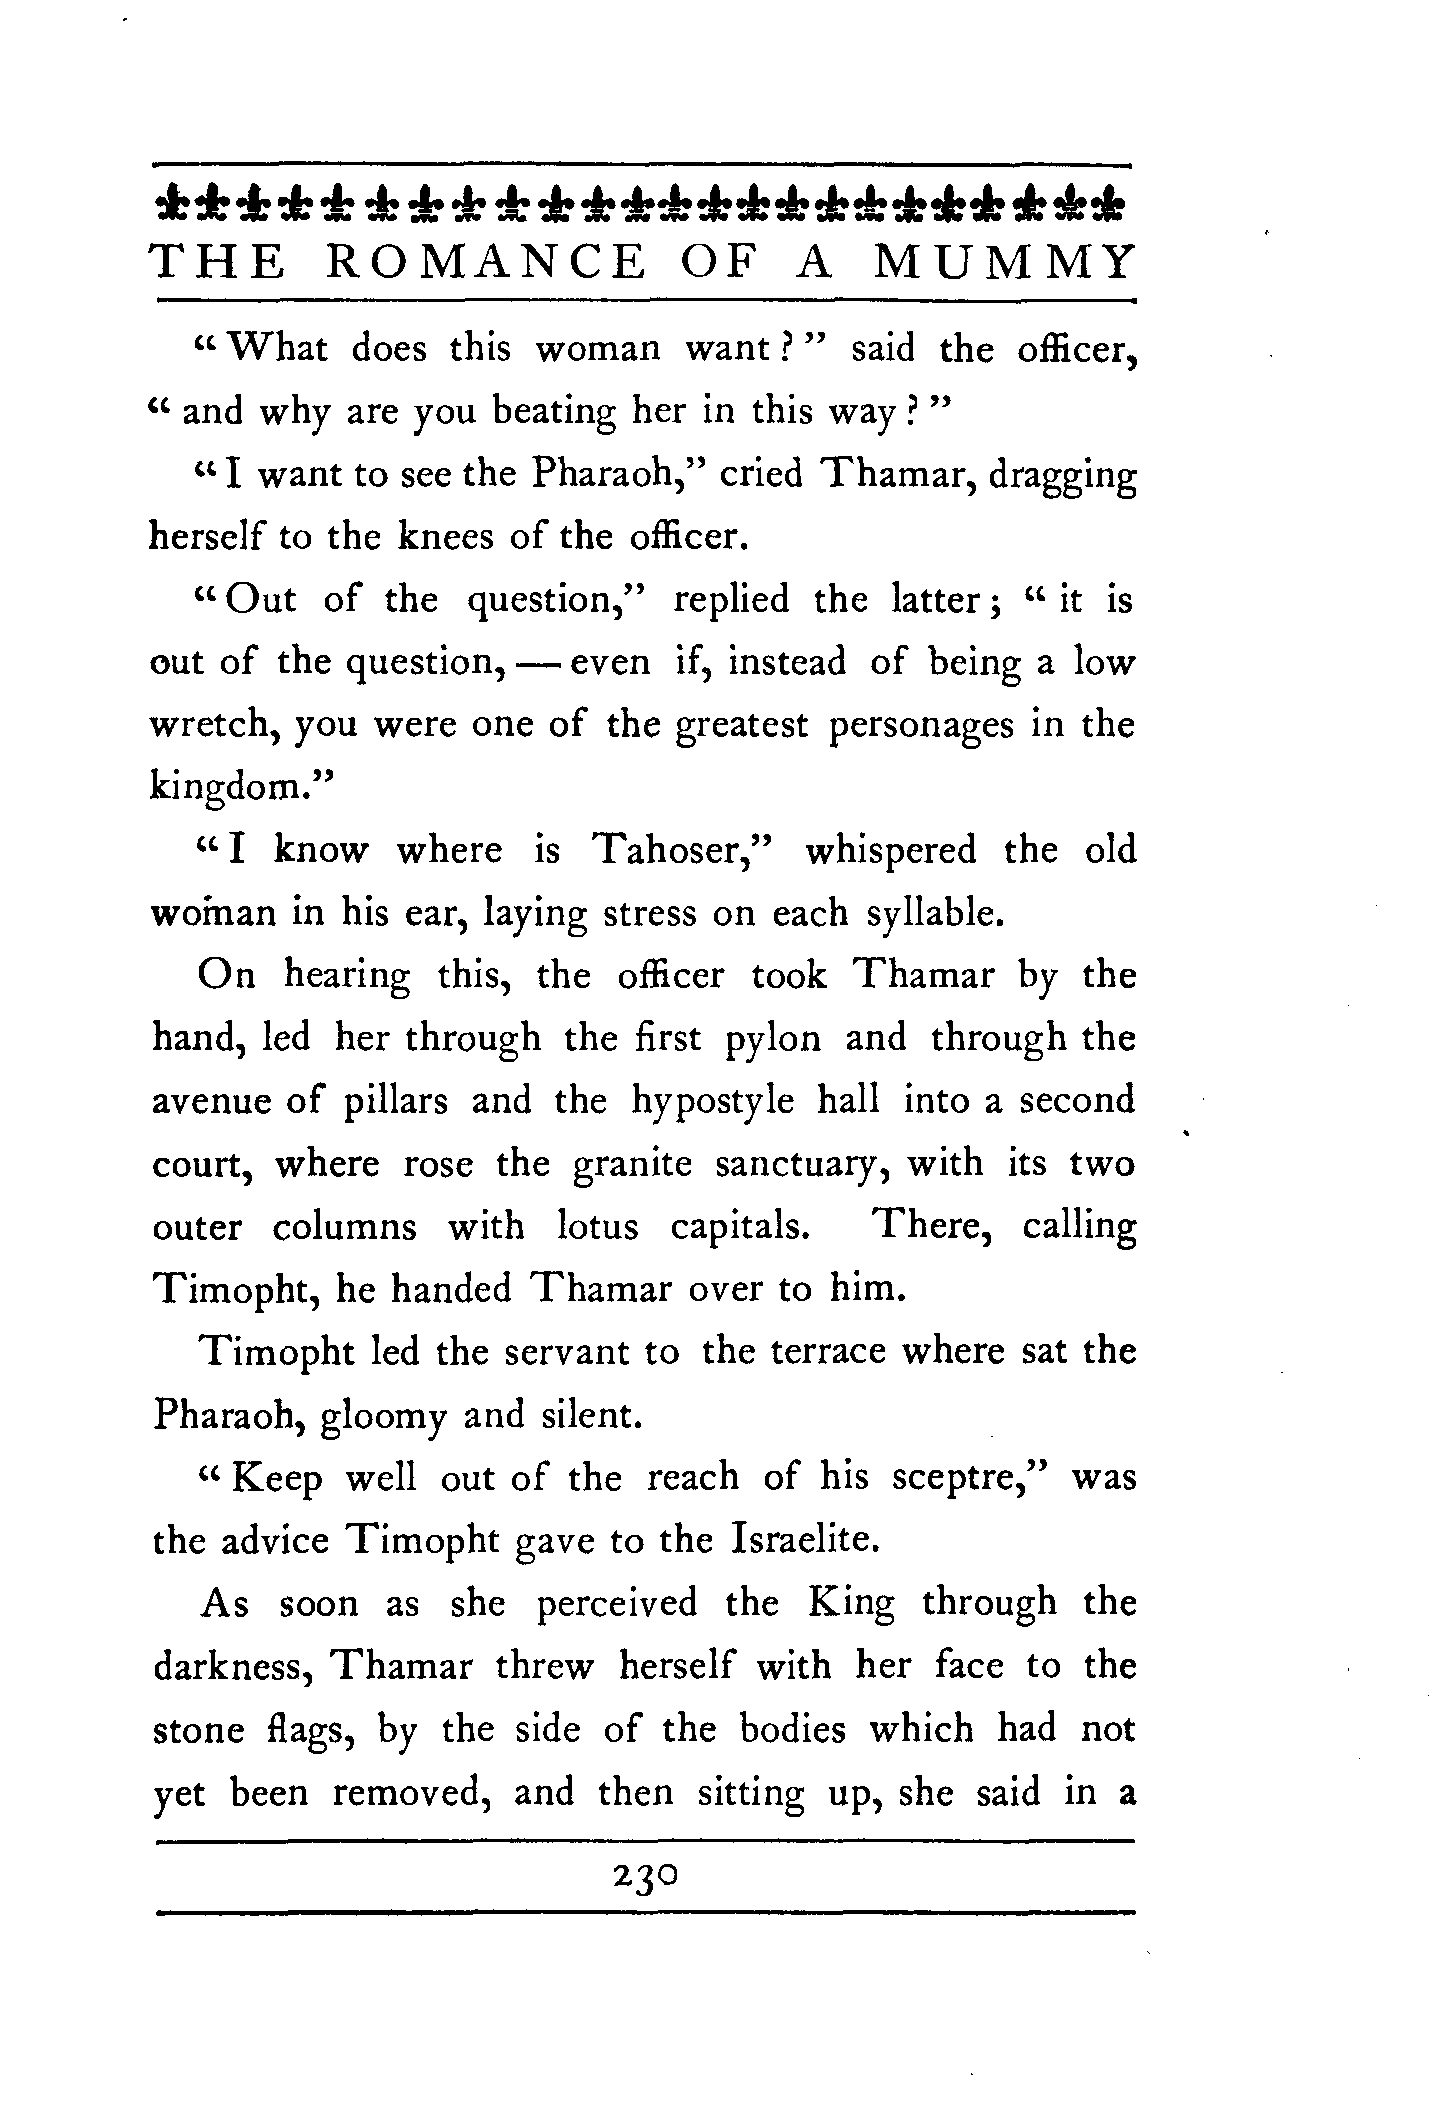 THE ROMANCE OF A MUMMY
“What does this woman want?” said the officer,
“and why are you beating her in this way?”
“I want to see the Pharaoh,” cried Thamar, dragging
herself to the knees of the officer.
“Out of the question,” replied the latter; “it is
out of the question,—even if, instead of being a low
wretch, you were one of the greatest personages in the
kingdom.”
“I know where is Tahoser,” whispered the old
woman in his ear, laying stress on each syllable.
On hearing this, the officer took Thamar by the
hand, led her through the first pylon and through the
avenue of pillars and the hypostyle hall into a second
court, where rose the granite sanctuary, with its two
outer columns with lotus capitals. There, calling
Timopht, he handed Thamar over to him.
Timopht led the servant to the terrace where sat the
Pharaoh, gloomy and silent.
“Keep well out of the reach of his sceptre,” was
the advice Timopht gave to the Israelite.
As soon as she perceived the King through the
darkness, Thamar threw herself with her face to the
stone flags, by the side of the bodies which had not
yet been removed, and then sitting up, she said in a
230